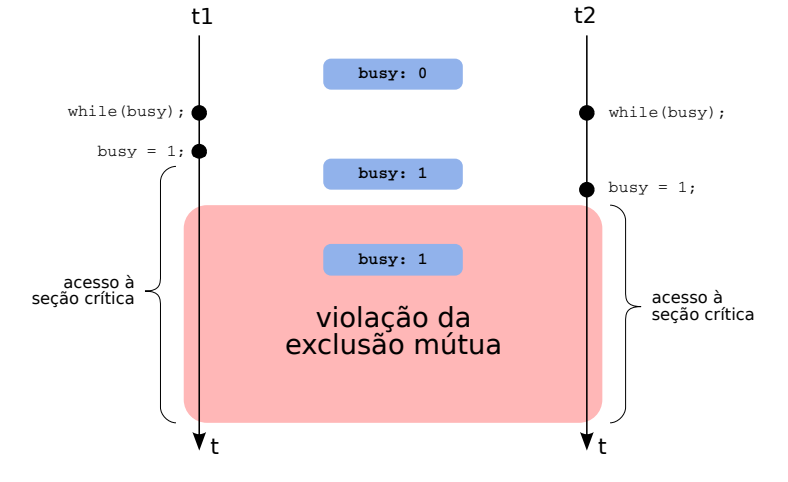 t1
t2
busy: 0
while(busy);
while(busy);
busy = 1;
busy: 1
busy = 1;
busy: 1
acesso à
seção crítica
violação da
exclusão mútua
acesso à
seção crítica
t
t